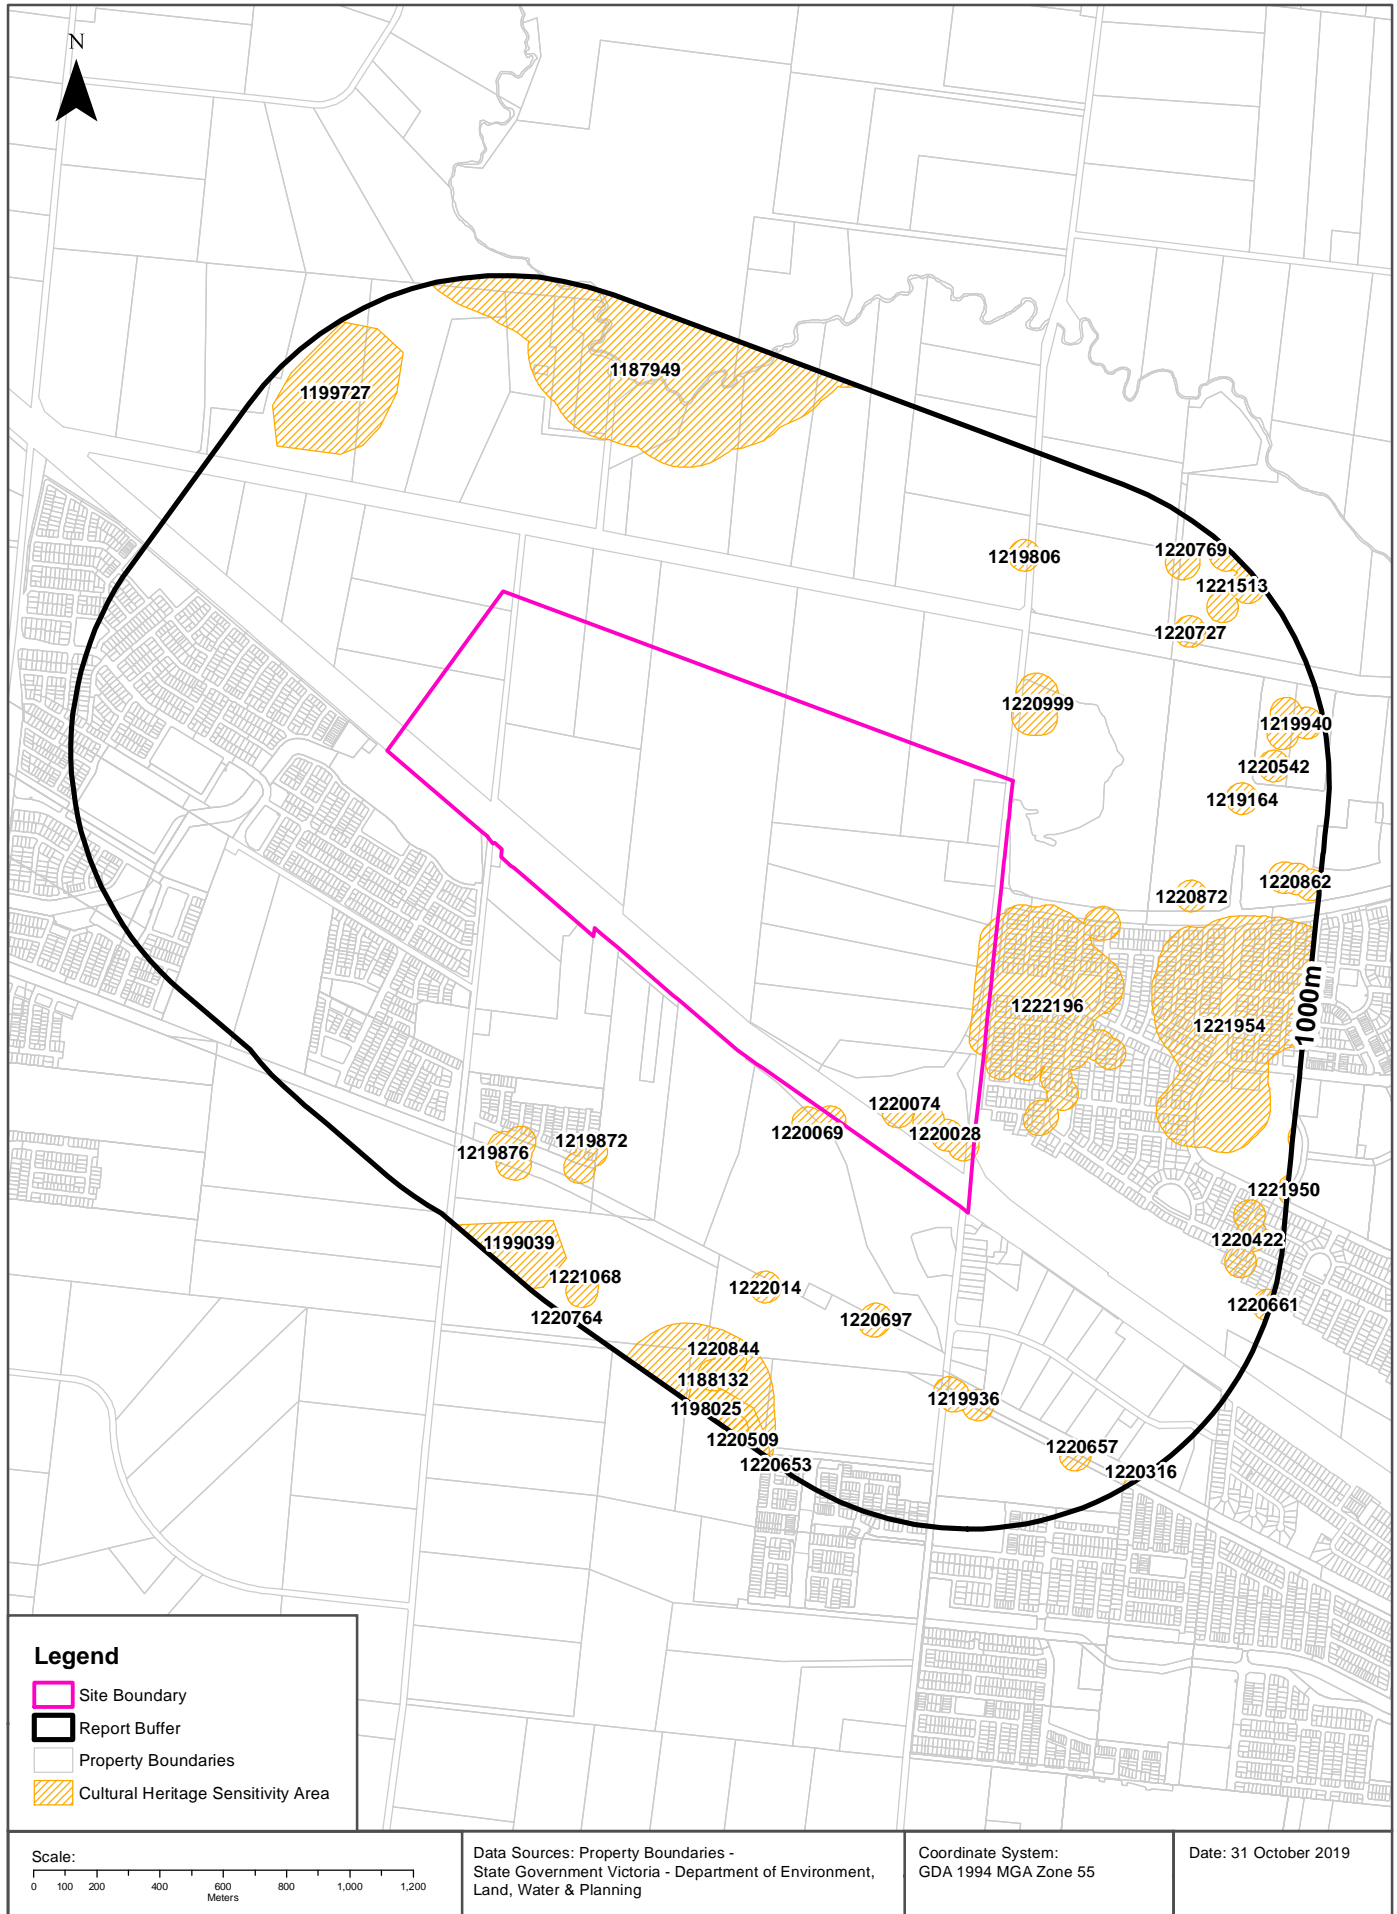 N
1187949
1199727
1219806
1220769
1221513
1220727
1220999
1219940
1220542
1219164
1220862
1220872
1000m
1222196
1221954
1220074
1220069
1220028
1219872
1219876
1221950
1199039
1220422
1221068
1222014
1220764
1220661
1220697
1220844
1188132
1219936
1198025
1220509
1220657
1220653
1220316
Legend
Site Boundary
Report Buffer
Property Boundaries
Cultural Heritage Sensitivity Area
Scale:
0 100 200 400 600 800 1,000 1,200
Meters
Data Sources: Property Boundaries -
State Government Victoria - Department of Environment,
Land, Water & Planning
Coordinate System:
GDA 1994 MGA Zone 55
Date: 31 October 2019